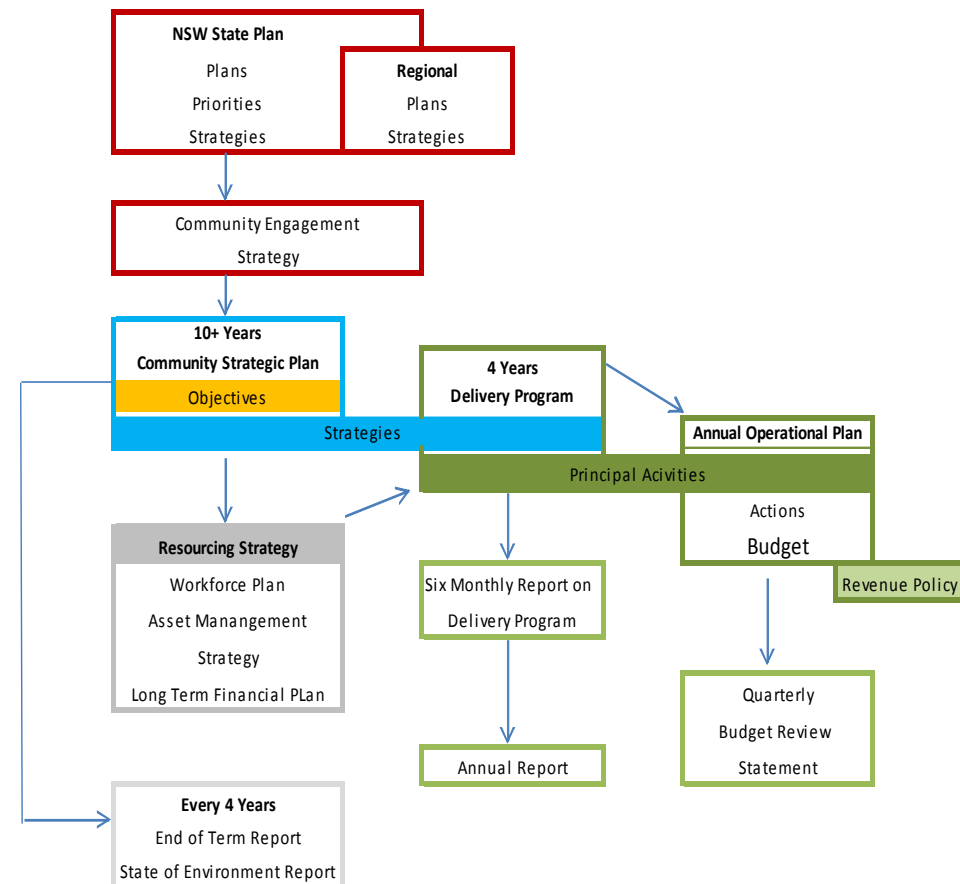 NSW State Plan
Plans
Priorities
Strategies
Regional
Plans
Strategies
Community Engagement
Strategy
10+ Years
Community Strategic Plan
Objectives
Strategies
4 Years
Delivery Program
Annual Operational Plan
Principal Acivities
Actions
Budget
Revenue Policy
Resourcing Strategy
Workforce Plan
Asset Manangement
Strategy
Long Term Financial PLan
Six Monthly Report on
Delivery Program
Annual Report
Quarterly
Budget Review
Statement
Every 4 Years
End of Term Report
State of Environment Report